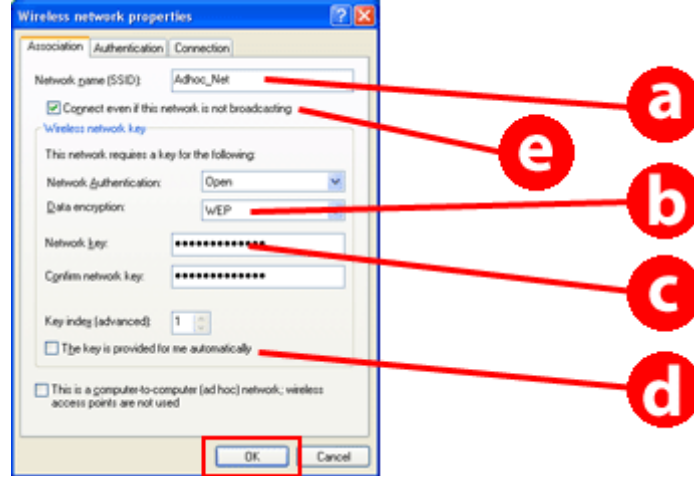 Wireless network properties
Association Authentication Connection
Network name (SSID): Adhoc_Net
a
Connect even if this network is not broadcasting
e
Wireless network key
This network requires a key for the following:
Network Authentication: Open
Data encryption: WEP
b
Network key: •••••••••••••
c
Confirm network key: •••••••••••••
Key index (advanced): 1
The key is provided for me automatically
d
This is a computer-to-computer (ad hoc) network; wireless
access points are not used
OK Cancel